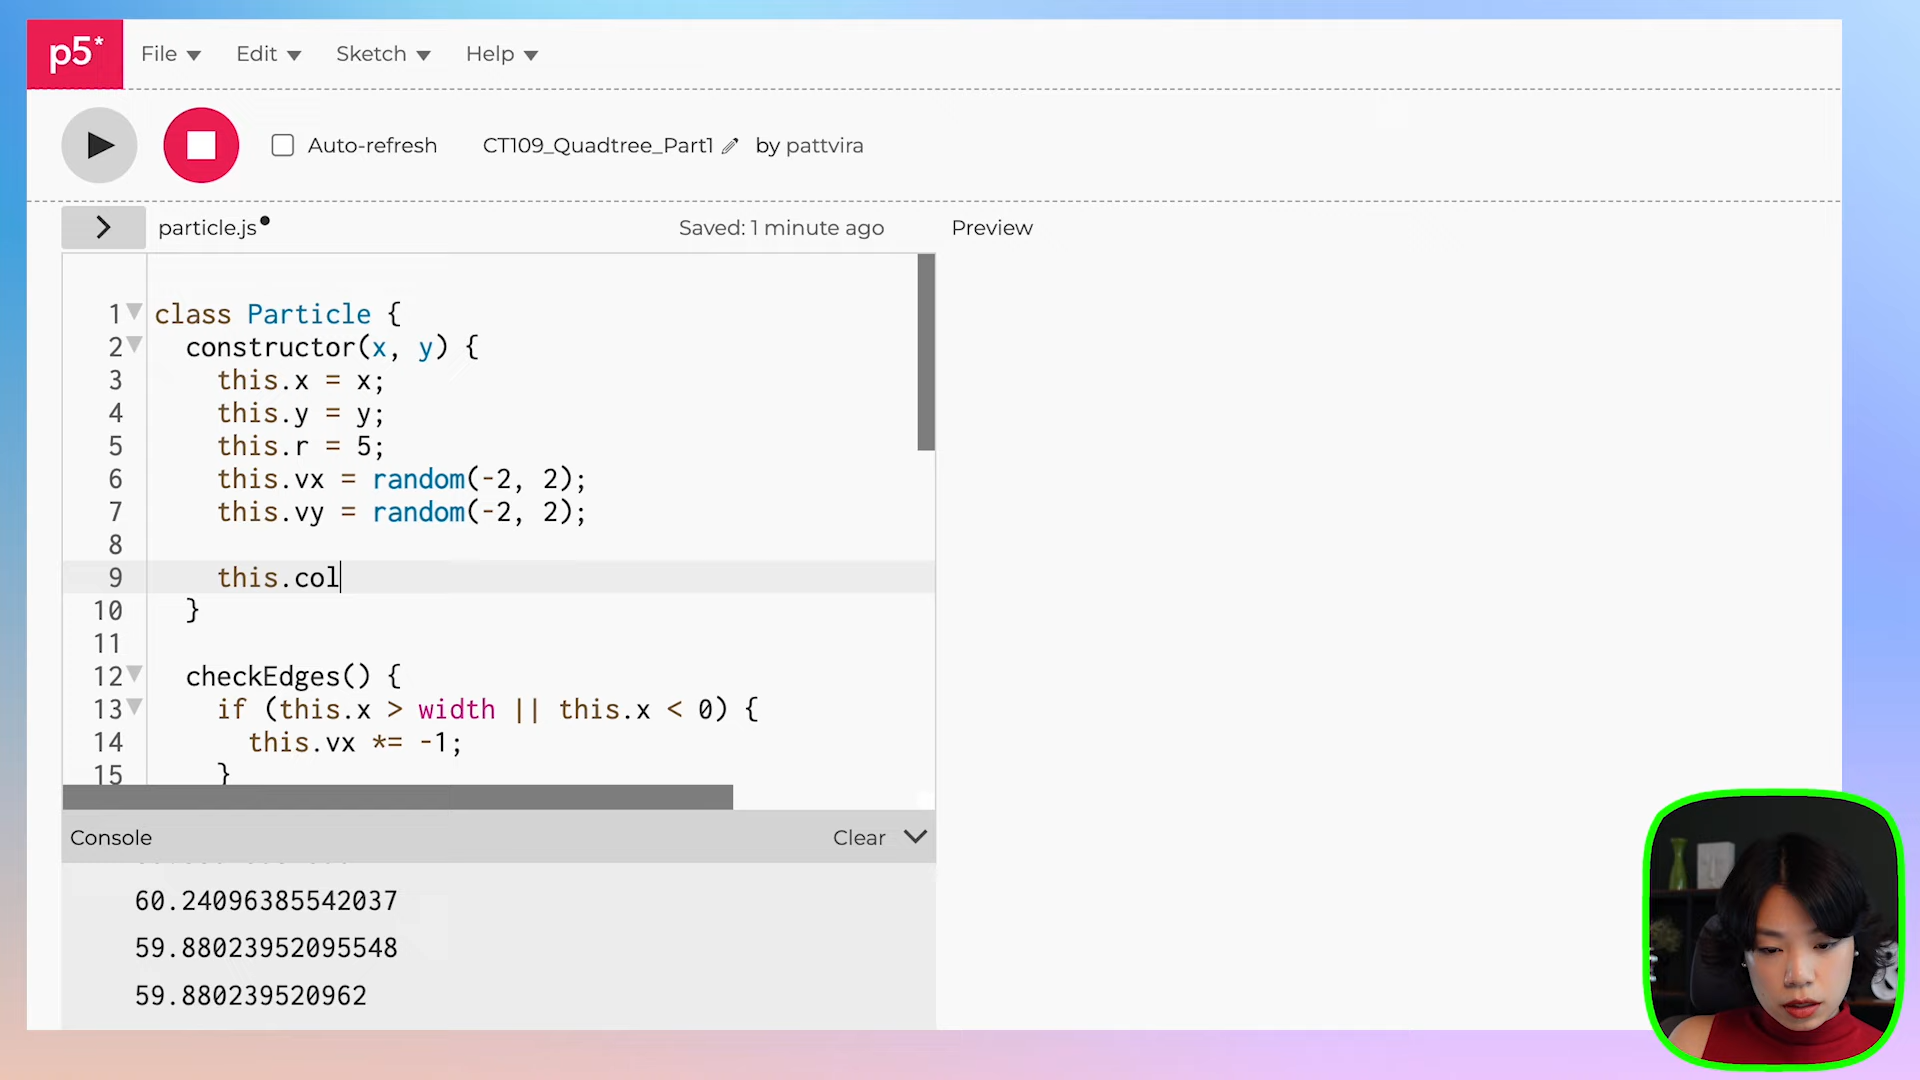 p5*
File Edit Sketch Help
Auto-refresh CT109_Quadtree_Part1 by pattvira
particle.js Saved: 1 minute ago Preview
1 class Particle {
2 constructor(x, y) {
3 this.x = x;
4 this.y = y;
5 this.r = 5;
6 this.vx = random(-2, 2);
7 this.vy = random(-2, 2);
8
9 this.col
10 }
11
12 checkEdges() {
13 if (this.x > width || this.x < 0) {
14 this.vx *= -1;
15 }
Console Clear
60.24096385542037
59.88023952095548
59.880239520962